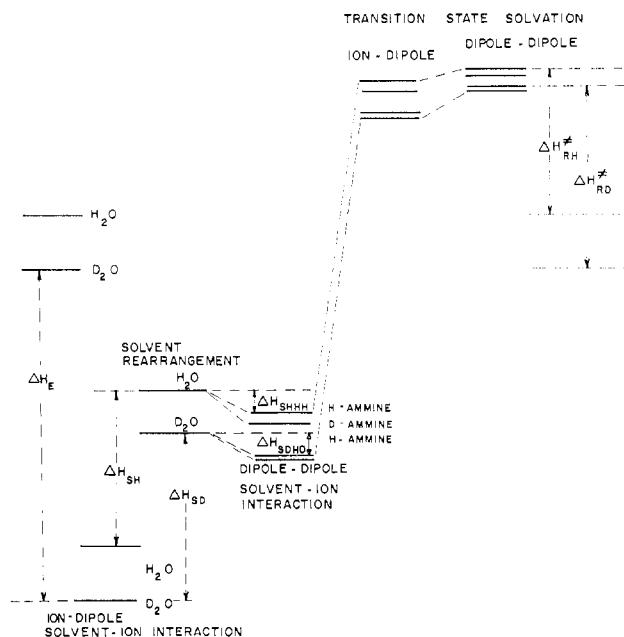 TRANSITION STATE SOLVATION
ION - DIPOLE
DIPOLE - DIPOLE
ΔH≠RH
ΔH≠RD
H2O
D2O
ΔHE
SOLVENT
REARRANGEMENT
H2O
D2O
ΔHSHHH
H - AMMINE
D - AMMINE
H - AMMINE
ΔHSDHD
DIPOLE - DIPOLE
SOLVENT - ION
INTERACTION
ΔHSH
ΔHSD
H2O
D2O
ION - DIPOLE
SOLVENT - ION INTERACTION